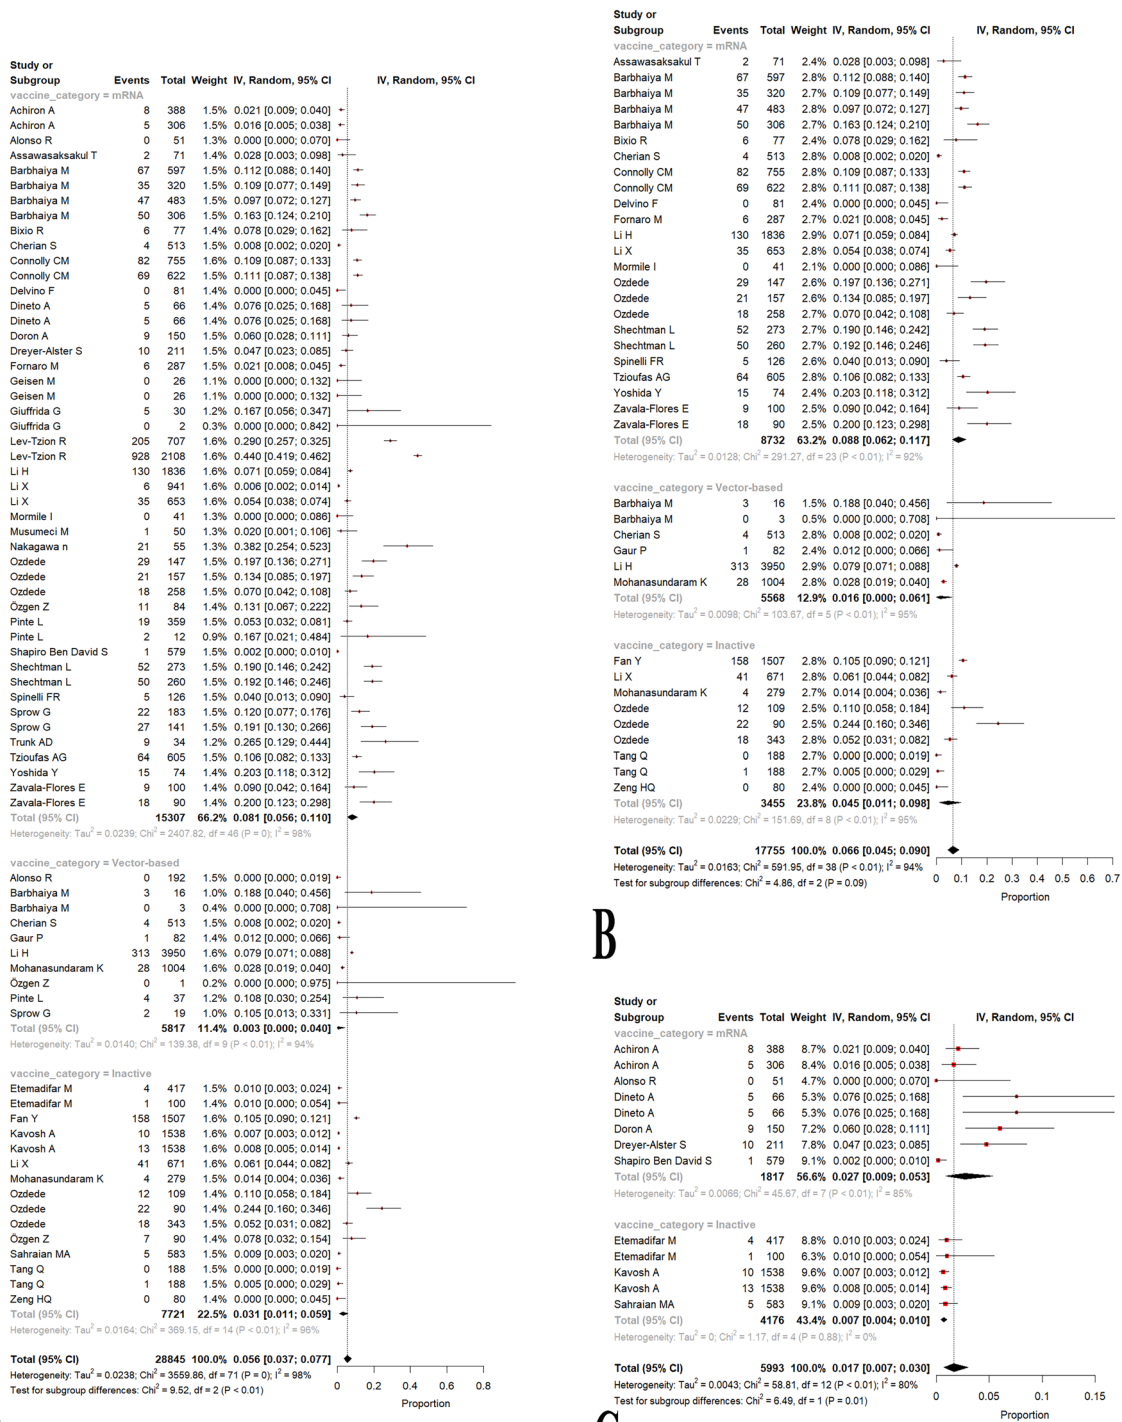 Study or
Subgroup Events Total Weight IV, Random, 95% CI IV, Random, 95% CI
vaccine_category = mRNA
Achiron A 8 388 1.5% 0.021 [0.009; 0.040]
Achiron A 5 306 1.5% 0.016 [0.005; 0.038]
Alonso R 0 51 1.3% 0.000 [0.000; 0.070]
Assawasaksakul T 2 71 1.4% 0.028 [0.003; 0.098]
Barbhaiya M 67 597 1.5% 0.112 [0.088; 0.140]
Barbhaiya M 35 320 1.5% 0.109 [0.077; 0.149]
Barbhaiya M 47 483 1.5% 0.097 [0.072; 0.127]
Barbhaiya M 50 306 1.5% 0.163 [0.124; 0.210]
Bixio R 6 77 1.4% 0.078 [0.029; 0.162]
Cherian S 4 513 1.5% 0.008 [0.002; 0.020]
Connolly CM 82 755 1.6% 0.109 [0.087; 0.133]
Connolly CM 69 622 1.5% 0.111 [0.087; 0.138]
Delvino F 0 81 1.4% 0.000 [0.000; 0.045]
Dineto A 5 66 1.4% 0.076 [0.025; 0.168]
Dineto A 5 66 1.4% 0.076 [0.025; 0.168]
Doron A 9 150 1.5% 0.060 [0.028; 0.111]
Dreyer-Alster S 10 211 1.5% 0.047 [0.023; 0.085]
Fornaro M 6 287 1.5% 0.021 [0.008; 0.045]
Geisen M 0 26 1.1% 0.000 [0.000; 0.132]
Geisen M 0 26 1.1% 0.000 [0.000; 0.132]
Giuffrida G 5 30 1.2% 0.167 [0.056; 0.347]
Giuffrida G 0 2 0.3% 0.000 [0.000; 0.842]
Lev-Tzion R 205 707 1.6% 0.290 [0.257; 0.325]
Lev-Tzion R 928 2108 1.6% 0.440 [0.419; 0.462]
Li H 130 1836 1.6% 0.071 [0.059; 0.084]
Li X 6 941 1.6% 0.006 [0.002; 0.014]
Li X 35 653 1.6% 0.054 [0.038; 0.074]
Mormile I 0 41 1.3% 0.000 [0.000; 0.086]
Musumeci M 1 50 1.3% 0.020 [0.001; 0.106]
Nakagawa n 21 55 1.3% 0.382 [0.254; 0.523]
Ozdede 29 147 1.5% 0.197 [0.136; 0.271]
Ozdede 21 157 1.5% 0.134 [0.085; 0.197]
Ozdede 18 258 1.5% 0.070 [0.042; 0.108]
Özgen Z 11 84 1.4% 0.131 [0.067; 0.222]
Pinte L 19 359 1.5% 0.053 [0.032; 0.081]
Pinte L 2 12 0.9% 0.167 [0.021; 0.484]
Shapiro Ben David S 1 579 1.5% 0.002 [0.000; 0.010]
Shechtman L 52 273 1.5% 0.190 [0.146; 0.242]
Shechtman L 50 260 1.5% 0.192 [0.146; 0.246]
Spinelli FR 5 126 1.5% 0.040 [0.013; 0.090]
Sprow G 22 183 1.5% 0.120 [0.077; 0.176]
Sprow G 27 141 1.5% 0.191 [0.130; 0.266]
Trunk AD 9 34 1.2% 0.265 [0.129; 0.444]
Tzioufas AG 64 605 1.5% 0.106 [0.082; 0.133]
Yoshida Y 15 74 1.4% 0.203 [0.118; 0.312]
Zavala-Flores E 9 100 1.4% 0.090 [0.042; 0.164]
Zavala-Flores E 18 90 1.4% 0.200 [0.123; 0.298]
Total (95% CI) 15307 66.2% 0.081 [0.056; 0.110]
Heterogeneity: Tau² = 0.0239; Chi² = 2407.82, df = 46 (P = 0); I² = 98%
vaccine_category = Vector-based
Alonso R 0 192 1.5% 0.000 [0.000; 0.019]
Barbhaiya M 3 16 1.0% 0.188 [0.040; 0.456]
Barbhaiya M 0 3 0.4% 0.000 [0.000; 0.708]
Cherian S 4 513 1.5% 0.008 [0.002; 0.020]
Gaur P 1 82 1.4% 0.012 [0.000; 0.066]
Li H 313 3950 1.6% 0.079 [0.071; 0.088]
Mohanasundaram K 28 1004 1.6% 0.028 [0.019; 0.040]
Özgen Z 0 1 0.2% 0.000 [0.000; 0.975]
Pinte L 4 37 1.2% 0.108 [0.030; 0.254]
Sprow G 2 19 1.0% 0.105 [0.013; 0.331]
Total (95% CI) 5817 11.4% 0.003 [0.000; 0.040]
Heterogeneity: Tau² = 0.0140; Chi² = 139.38, df = 9 (P < 0.01); I² = 94%
vaccine_category = Inactive
Etemadifar M 4 417 1.5% 0.010 [0.003; 0.024]
Etemadifar M 1 100 1.4% 0.010 [0.000; 0.054]
Fan Y 158 1507 1.6% 0.105 [0.090; 0.121]
Kavosh A 10 1538 1.6% 0.007 [0.003; 0.012]
Kavosh A 13 1538 1.6% 0.008 [0.005; 0.014]
Li X 41 671 1.6% 0.061 [0.044; 0.082]
Mohanasundaram K 4 279 1.5% 0.014 [0.004; 0.036]
Ozdede 12 109 1.4% 0.110 [0.058; 0.184]
Ozdede 22 90 1.4% 0.244 [0.160; 0.346]
Ozdede 18 343 1.5% 0.052 [0.031; 0.082]
Özgen Z 7 90 1.4% 0.078 [0.032; 0.154]
Sahraian MA 5 583 1.5% 0.009 [0.003; 0.020]
Tang Q 0 188 1.5% 0.000 [0.000; 0.019]
Tang Q 1 188 1.5% 0.005 [0.000; 0.029]
Zeng HQ 0 80 1.4% 0.000 [0.000; 0.045]
Total (95% CI) 7721 22.5% 0.031 [0.011; 0.059]
Heterogeneity: Tau² = 0.0164; Chi² = 369.15, df = 14 (P < 0.01); I² = 96%
Total (95% CI) 28845 100.0% 0.056 [0.037; 0.077]
Heterogeneity: Tau² = 0.0238; Chi² = 3559.86, df = 71 (P = 0); I² = 98%
Test for subgroup differences: Chi² = 9.52, df = 2 (P < 0.01)
0 0.2 0.4 0.6 0.8
Proportion
Study or
Subgroup Events Total Weight IV, Random, 95% CI IV, Random, 95% CI
vaccine_category = mRNA
Assawasaksakul T 2 71 2.4% 0.028 [0.003; 0.098]
Barbhaiya M 67 597 2.8% 0.112 [0.088; 0.140]
Barbhaiya M 35 320 2.7% 0.109 [0.077; 0.149]
Barbhaiya M 47 483 2.8% 0.097 [0.072; 0.127]
Barbhaiya M 50 306 2.7% 0.163 [0.124; 0.210]
Bixio R 6 77 2.4% 0.078 [0.029; 0.162]
Cherian S 4 513 2.8% 0.008 [0.002; 0.020]
Connolly CM 82 755 2.8% 0.109 [0.087; 0.133]
Connolly CM 69 622 2.8% 0.111 [0.087; 0.138]
Delvino F 0 81 2.4% 0.000 [0.000; 0.045]
Fornaro M 6 287 2.7% 0.021 [0.008; 0.045]
Li H 130 1836 2.9% 0.071 [0.059; 0.084]
Li X 35 653 2.8% 0.054 [0.038; 0.074]
Mormile I 0 41 2.1% 0.000 [0.000; 0.086]
Ozdede 29 147 2.6% 0.197 [0.136; 0.271]
Ozdede 21 157 2.6% 0.134 [0.085; 0.197]
Ozdede 18 258 2.7% 0.070 [0.042; 0.108]
Shechtman L 52 273 2.7% 0.190 [0.146; 0.242]
Shechtman L 50 260 2.7% 0.192 [0.146; 0.246]
Spinelli FR 5 126 2.6% 0.040 [0.013; 0.090]
Tzioufas AG 64 605 2.8% 0.106 [0.082; 0.133]
Yoshida Y 15 74 2.4% 0.203 [0.118; 0.312]
Zavala-Flores E 9 100 2.5% 0.090 [0.042; 0.164]
Zavala-Flores E 18 90 2.5% 0.200 [0.123; 0.298]
Total (95% CI) 8732 63.2% 0.088 [0.062; 0.117]
Heterogeneity: Tau² = 0.0128; Chi² = 291.27, df = 23 (P < 0.01); I² = 92%
vaccine_category = Vector-based
Barbhaiya M 3 16 1.5% 0.188 [0.040; 0.456]
Barbhaiya M 0 3 0.5% 0.000 [0.000; 0.708]
Cherian S 4 513 2.8% 0.008 [0.002; 0.020]
Gaur P 1 82 2.4% 0.012 [0.000; 0.066]
Li H 313 3950 2.9% 0.079 [0.071; 0.088]
Mohanasundaram K 28 1004 2.8% 0.028 [0.019; 0.040]
Total (95% CI) 5568 12.9% 0.016 [0.000; 0.061]
Heterogeneity: Tau² = 0.0098; Chi² = 103.67, df = 5 (P < 0.01); I² = 95%
vaccine_category = Inactive
Fan Y 158 1507 2.8% 0.105 [0.090; 0.121]
Li X 41 671 2.8% 0.061 [0.044; 0.082]
Mohanasundaram K 4 279 2.7% 0.014 [0.004; 0.036]
Ozdede 12 109 2.5% 0.110 [0.058; 0.184]
Ozdede 22 90 2.5% 0.244 [0.160; 0.346]
Ozdede 18 343 2.7% 0.052 [0.031; 0.082]
Tang Q 0 188 2.7% 0.000 [0.000; 0.019]
Tang Q 1 188 2.7% 0.005 [0.000; 0.029]
Zeng HQ 0 80 2.4% 0.000 [0.000; 0.045]
Total (95% CI) 3455 23.8% 0.045 [0.011; 0.098]
Heterogeneity: Tau² = 0.0229; Chi² = 151.69, df = 8 (P < 0.01); I² = 95%
Total (95% CI) 17755 100.0% 0.066 [0.045; 0.090]
Heterogeneity: Tau² = 0.0163; Chi² = 591.95, df = 38 (P < 0.01); I² = 94%
Test for subgroup differences: Chi² = 4.86, df = 2 (P = 0.09)
0 0.1 0.2 0.3 0.4 0.5 0.6 0.7
Proportion
B
Study or
Subgroup Events Total Weight IV, Random, 95% CI IV, Random, 95% CI
vaccine_category = mRNA
Achiron A 8 388 8.7% 0.021 [0.009; 0.040]
Achiron A 5 306 8.4% 0.016 [0.005; 0.038]
Alonso R 0 51 4.7% 0.000 [0.000; 0.070]
Dineto A 5 66 5.3% 0.076 [0.025; 0.168]
Dineto A 5 66 5.3% 0.076 [0.025; 0.168]
Doron A 9 150 7.2% 0.060 [0.028; 0.111]
Dreyer-Alster S 10 211 7.8% 0.047 [0.023; 0.085]
Shapiro Ben David S 1 579 9.1% 0.002 [0.000; 0.010]
Total (95% CI) 1817 56.6% 0.027 [0.009; 0.053]
Heterogeneity: Tau² = 0.0066; Chi² = 45.67, df = 7 (P < 0.01); I² = 85%
vaccine_category = Inactive
Etemadifar M 4 417 8.8% 0.010 [0.003; 0.024]
Etemadifar M 1 100 6.3% 0.010 [0.000; 0.054]
Kavosh A 10 1538 9.6% 0.007 [0.003; 0.012]
Kavosh A 13 1538 9.6% 0.008 [0.005; 0.014]
Sahraian MA 5 583 9.1% 0.009 [0.003; 0.020]
Total (95% CI) 4176 43.4% 0.007 [0.004; 0.010]
Heterogeneity: Tau² = 0; Chi² = 1.17, df = 4 (P = 0.88); I² = 0%
Total (95% CI) 5993 100.0% 0.017 [0.007; 0.030]
Heterogeneity: Tau² = 0.0043; Chi² = 58.81, df = 12 (P < 0.01); I² = 80%
Test for subgroup differences: Chi² = 6.49, df = 1 (P = 0.01)
0 0.05 0.1 0.15
Proportion